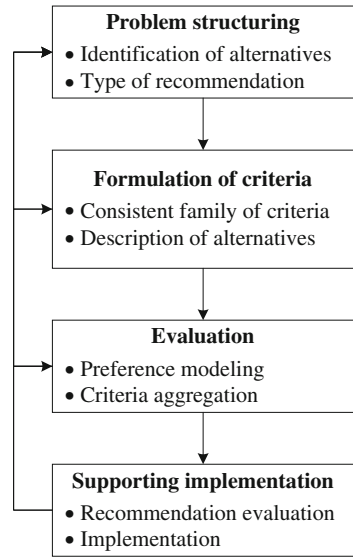 Problem structuring
• Identification of alternatives
• Type of recommendation
Formulation of criteria
• Consistent family of criteria
• Description of alternatives
Evaluation
• Preference modeling
• Criteria aggregation
Supporting implementation
• Recommendation evaluation
• Implementation